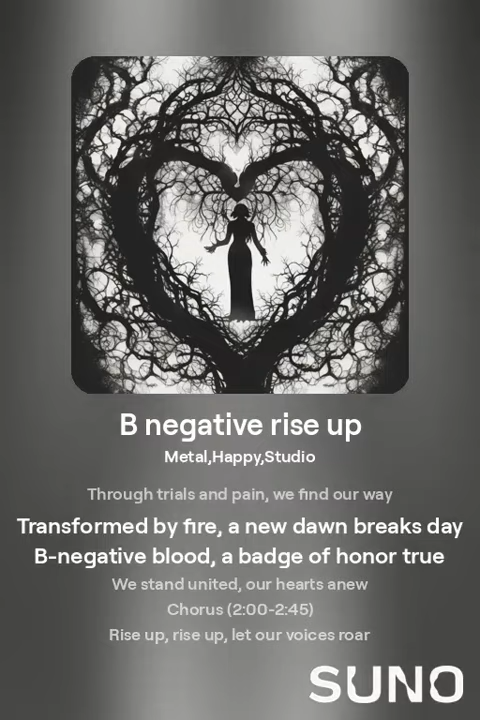 B negative rise up
Metal,Happy,Studio
Through trials and pain, we find our way
Transformed by fire, a new dawn breaks day
B-negative blood, a badge of honor true
We stand united, our hearts anew
Chorus (2:00-2:45)
Rise up, rise up, let our voices roar
SUNO